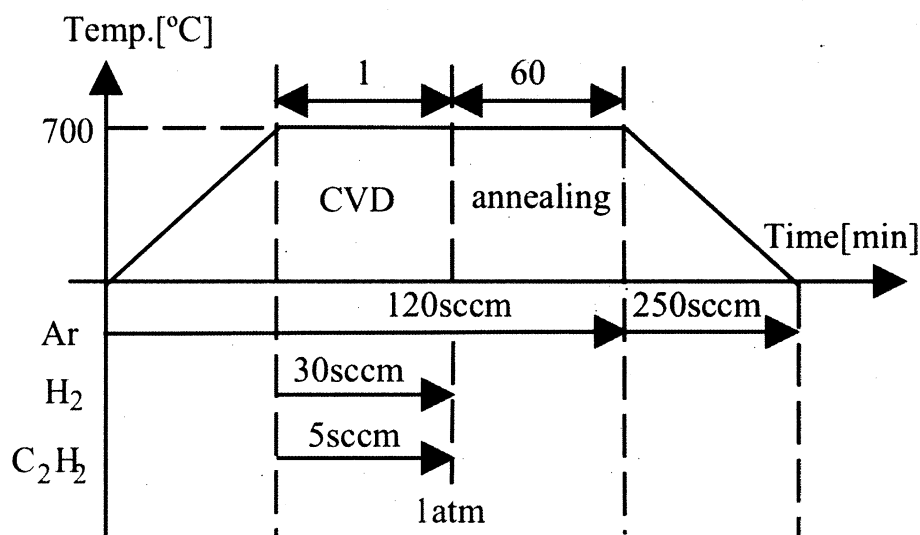 Temp.[ºC]
1 60
700
CVD annealing
Time[min]
120sccm 250sccm
Ar
30sccm
H₂
5sccm
C₂H₂
1atm